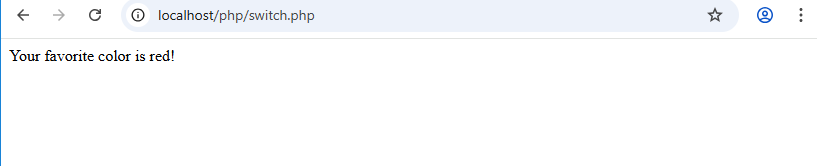 localhost/php/switch.php
Your favorite color is red!